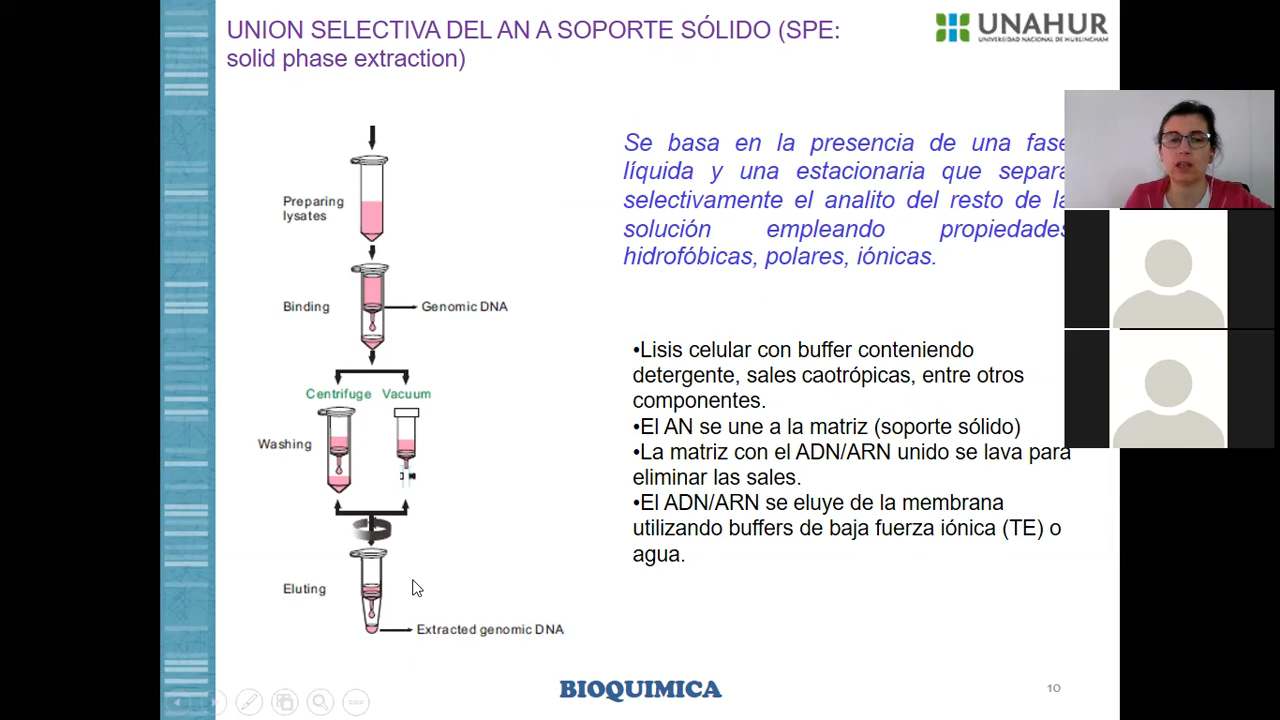 UNION SELECTIVA DEL AN A SOPORTE SÓLIDO (SPE:
solid phase extraction)
UNAHUR
UNIVERSIDAD NACIONAL DE HURLINGHAM
Se basa en la presencia de una fase
líquida y una estacionaria que separa
selectivamente el analito del resto de la
solución empleando propiedades
hidrofóbicas, polares, iónicas.
Preparing
lysates
Binding
Genomic DNA
Centrifuge Vacuum
Washing
Eluting
Extracted genomic DNA
•Lisis celular con buffer conteniendo
detergente, sales caotrópicas, entre otros
componentes.
•El AN se une a la matriz (soporte sólido)
•La matriz con el ADN/ARN unido se lava para
eliminar las sales.
•El ADN/ARN se eluye de la membrana
utilizando buffers de baja fuerza iónica (TE) o
agua.
BIOQUIMICA
10